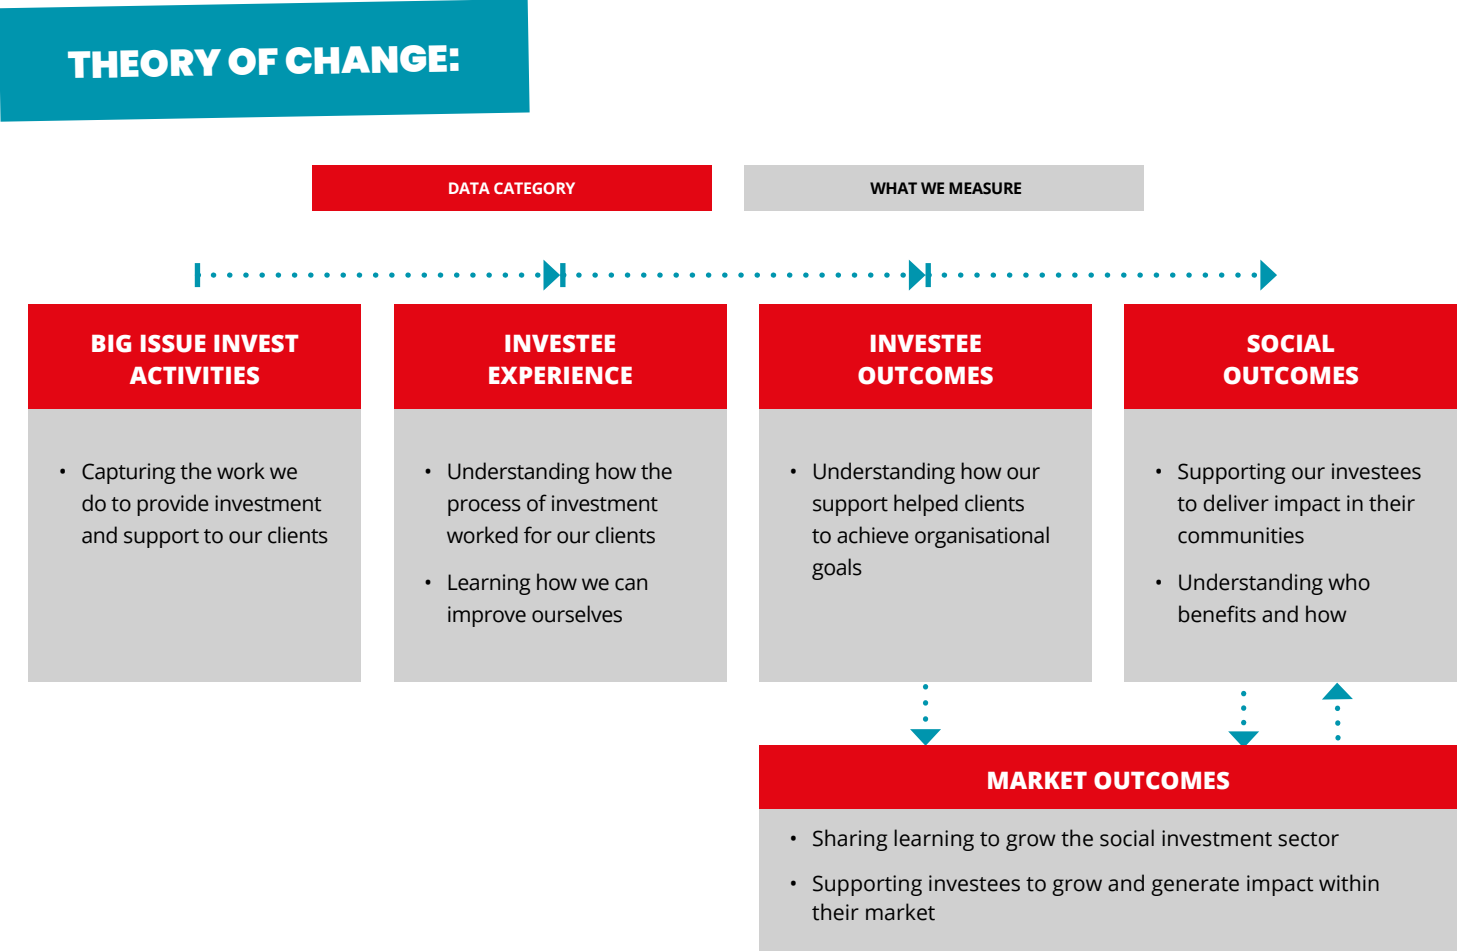 THEORY OF CHANGE:
DATA CATEGORY
WHAT WE MEASURE
BIG ISSUE INVEST
ACTIVITIES
• Capturing the work we
do to provide investment
and support to our clients
INVESTEE
EXPERIENCE
• Understanding how the
process of investment
worked for our clients
• Learning how we can
improve ourselves
INVESTEE
OUTCOMES
• Understanding how our
support helped clients
to achieve organisational
goals
SOCIAL
OUTCOMES
• Supporting our investees
to deliver impact in their
communities
• Understanding who
benefits and how
MARKET OUTCOMES
• Sharing learning to grow the social investment sector
• Supporting investees to grow and generate impact within
their market